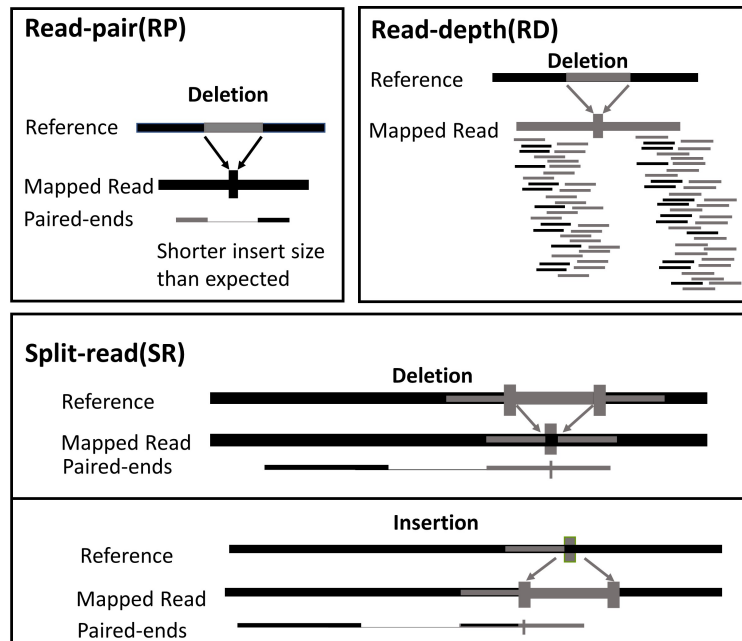 Read-pair(RP)
Deletion
Reference
Mapped Read
Paired-ends
Shorter insert size
than expected
Read-depth(RD)
Deletion
Reference
Mapped Read
Split-read(SR)
Deletion
Reference
Mapped Read
Paired-ends
Insertion
Reference
Mapped Read
Paired-ends